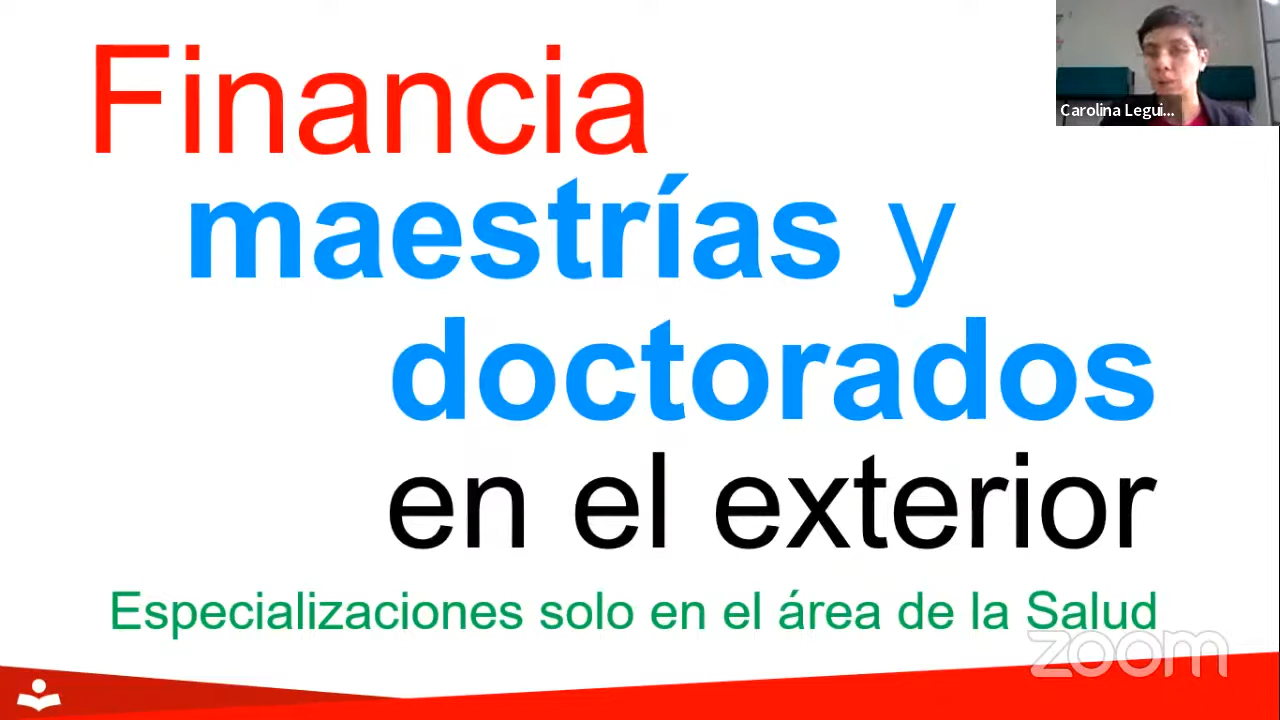 Financia
maestrías y
doctorados
en el exterior
Especializaciones solo en el área de la Salud
Carolina Legui...
zoom